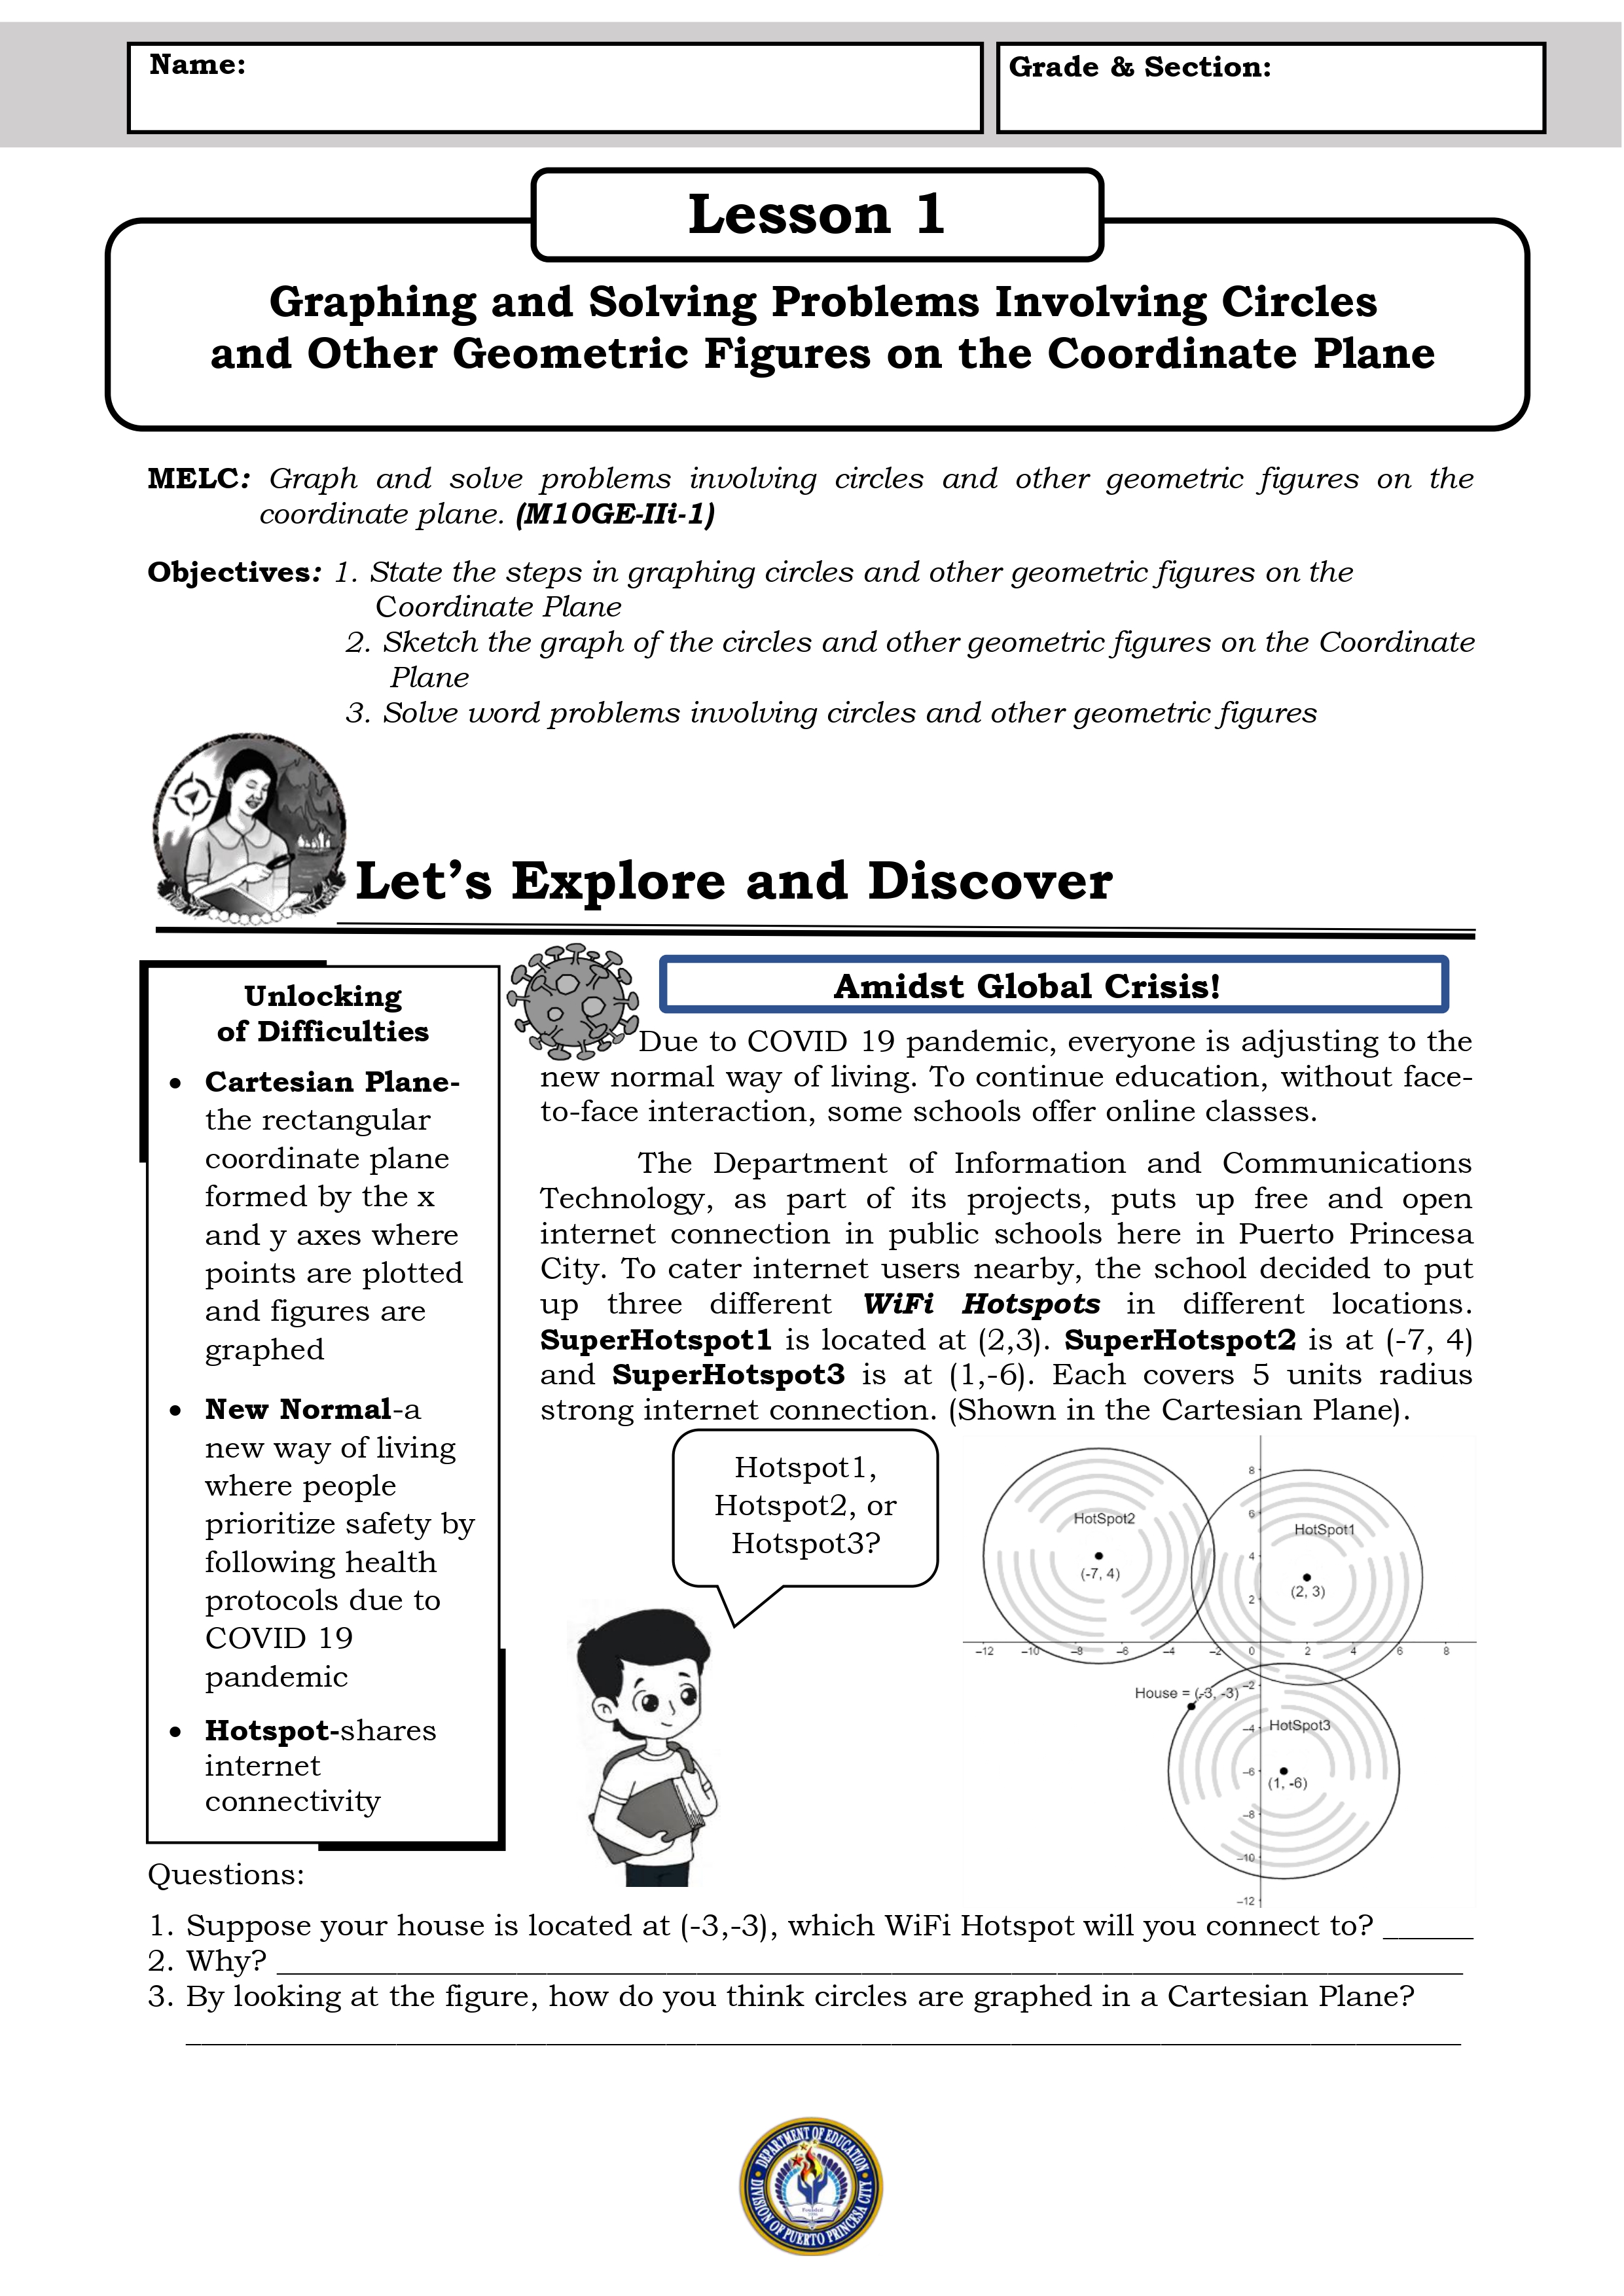 Name:
Grade & Section:
Lesson 1
Graphing and Solving Problems Involving Circles
and Other Geometric Figures on the Coordinate Plane
MELC: Graph and solve problems involving circles and other geometric figures on the
coordinate plane. (M10GE-IIi-1)
Objectives: 1. State the steps in graphing circles and other geometric figures on the
Coordinate Plane
2. Sketch the graph of the circles and other geometric figures on the Coordinate
Plane
3. Solve word problems involving circles and other geometric figures
Let's Explore and Discover
Unlocking
of Difficulties
• Cartesian Plane-
the rectangular
coordinate plane
formed by the x
and y axes where
points are plotted
and figures are
graphed
• New Normal-a
new way of living
where people
prioritize safety by
following health
protocols due to
COVID 19
pandemic
• Hotspot-shares
internet
connectivity
Amidst Global Crisis!
Due to COVID 19 pandemic, everyone is adjusting to the
new normal way of living. To continue education, without face-
to-face interaction, some schools offer online classes.
The Department of Information and Communications
Technology, as part of its projects, puts up free and open
internet connection in public schools here in Puerto Princesa
City. To cater internet users nearby, the school decided to put
up three different WiFi Hotspots in different locations.
SuperHotspot1 is located at (2,3). SuperHotspot2 is at (-7, 4)
and SuperHotspot3 is at (1,-6). Each covers 5 units radius
strong internet connection. (Shown in the Cartesian Plane).
Hotspot1,
Hotspot2, or
Hotspot3?
8
6
4
2
HotSpot2
(-7, 4)
HotSpot1
(2, 3)
−12 −10 −8 −6 −4 −2 0 2 4 6 8
House = (-3, -3)
−2
−4
−6
−8
−10
−12
HotSpot3
(1, -6)
Questions:
1. Suppose your house is located at (-3,-3), which WiFi Hotspot will you connect to? ______
2. Why? ______
3. By looking at the figure, how do you think circles are graphed in a Cartesian Plane?
______
DEPARTMENT OF EDUCATION
DIVISION OF PUERTO PRINCESA CITY